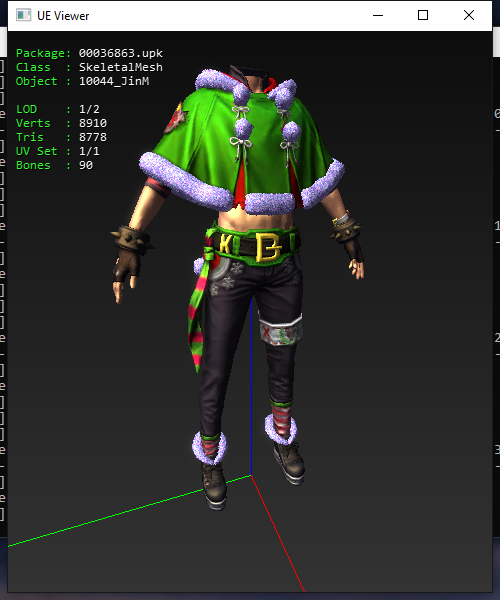 UE Viewer
Package: 00036863.upk
Class : SkeletalMesh
Object : 10044_JinM
LOD : 1/2
Verts : 8910
Tris : 8778
UV Set : 1/1
Bones : 90
K B